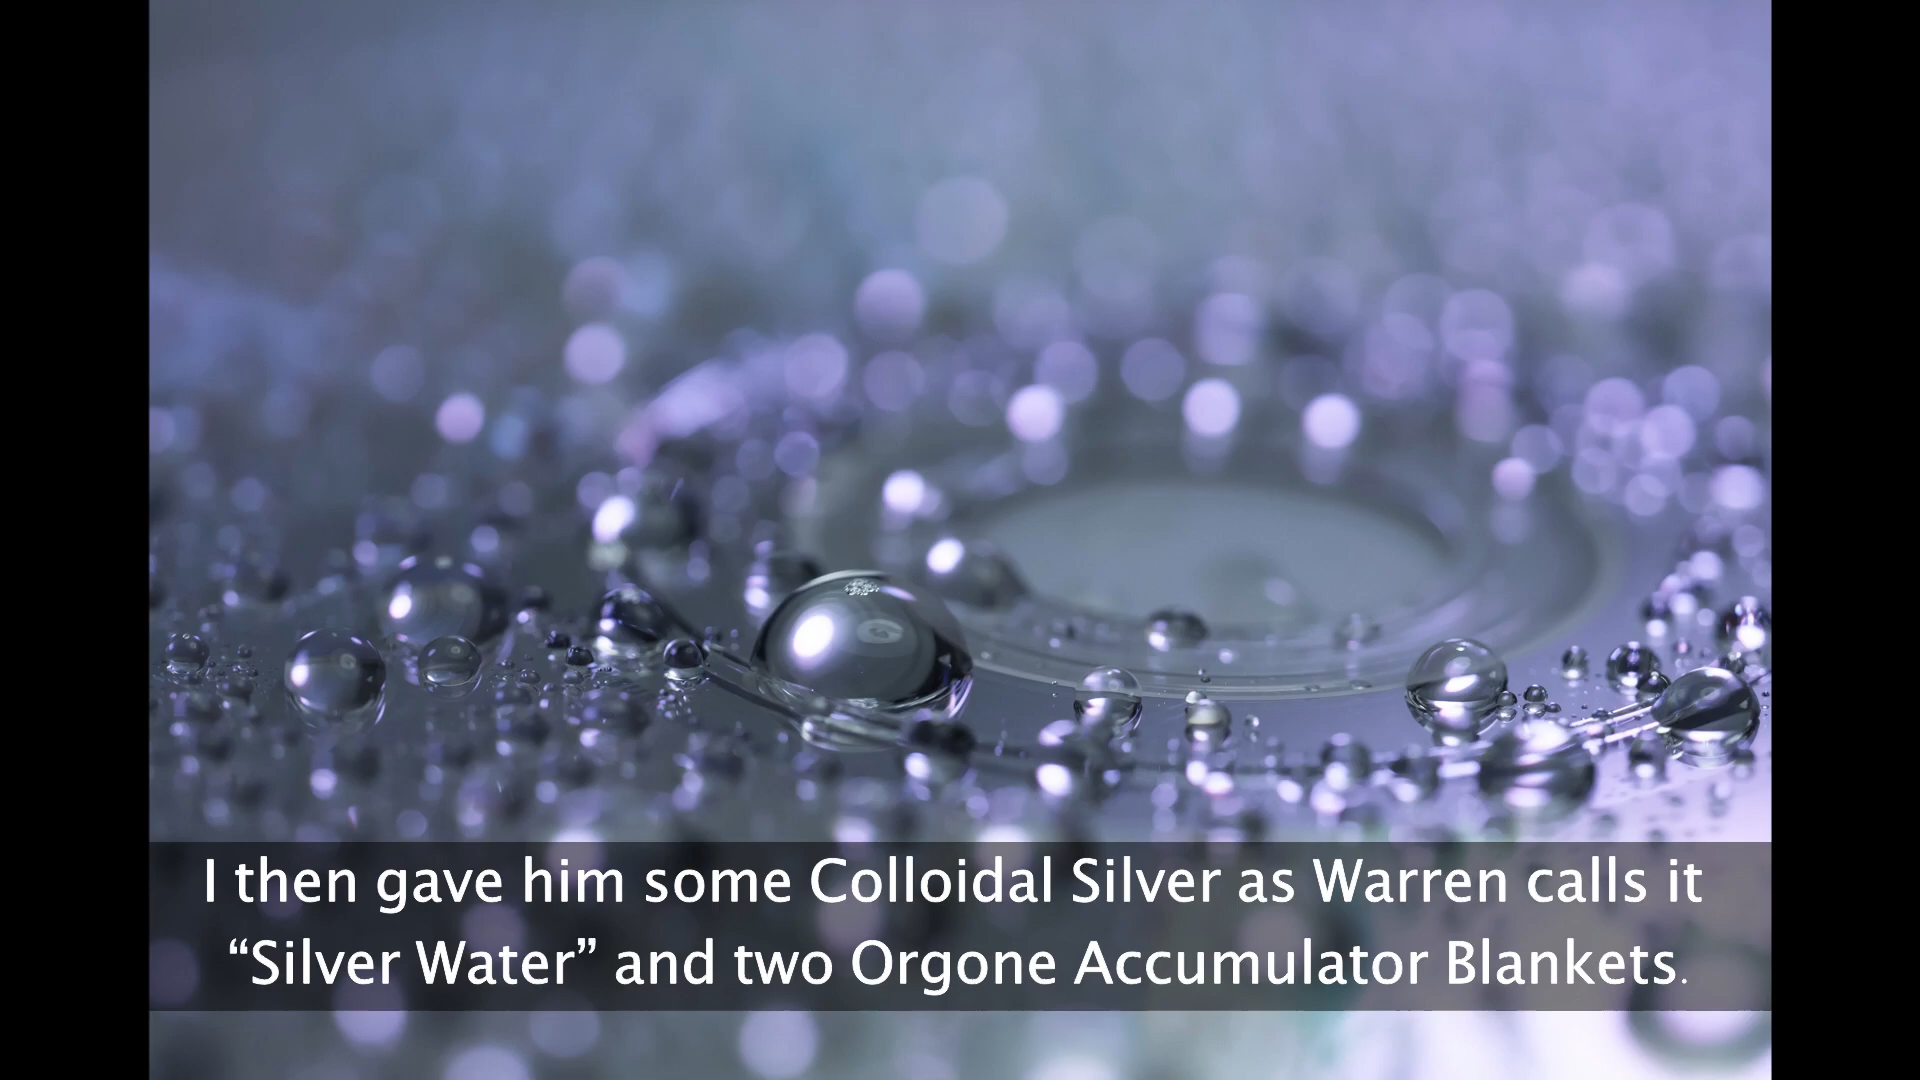 I then gave him some Colloidal Silver as Warren calls it
“Silver Water” and two Orgone Accumulator Blankets.